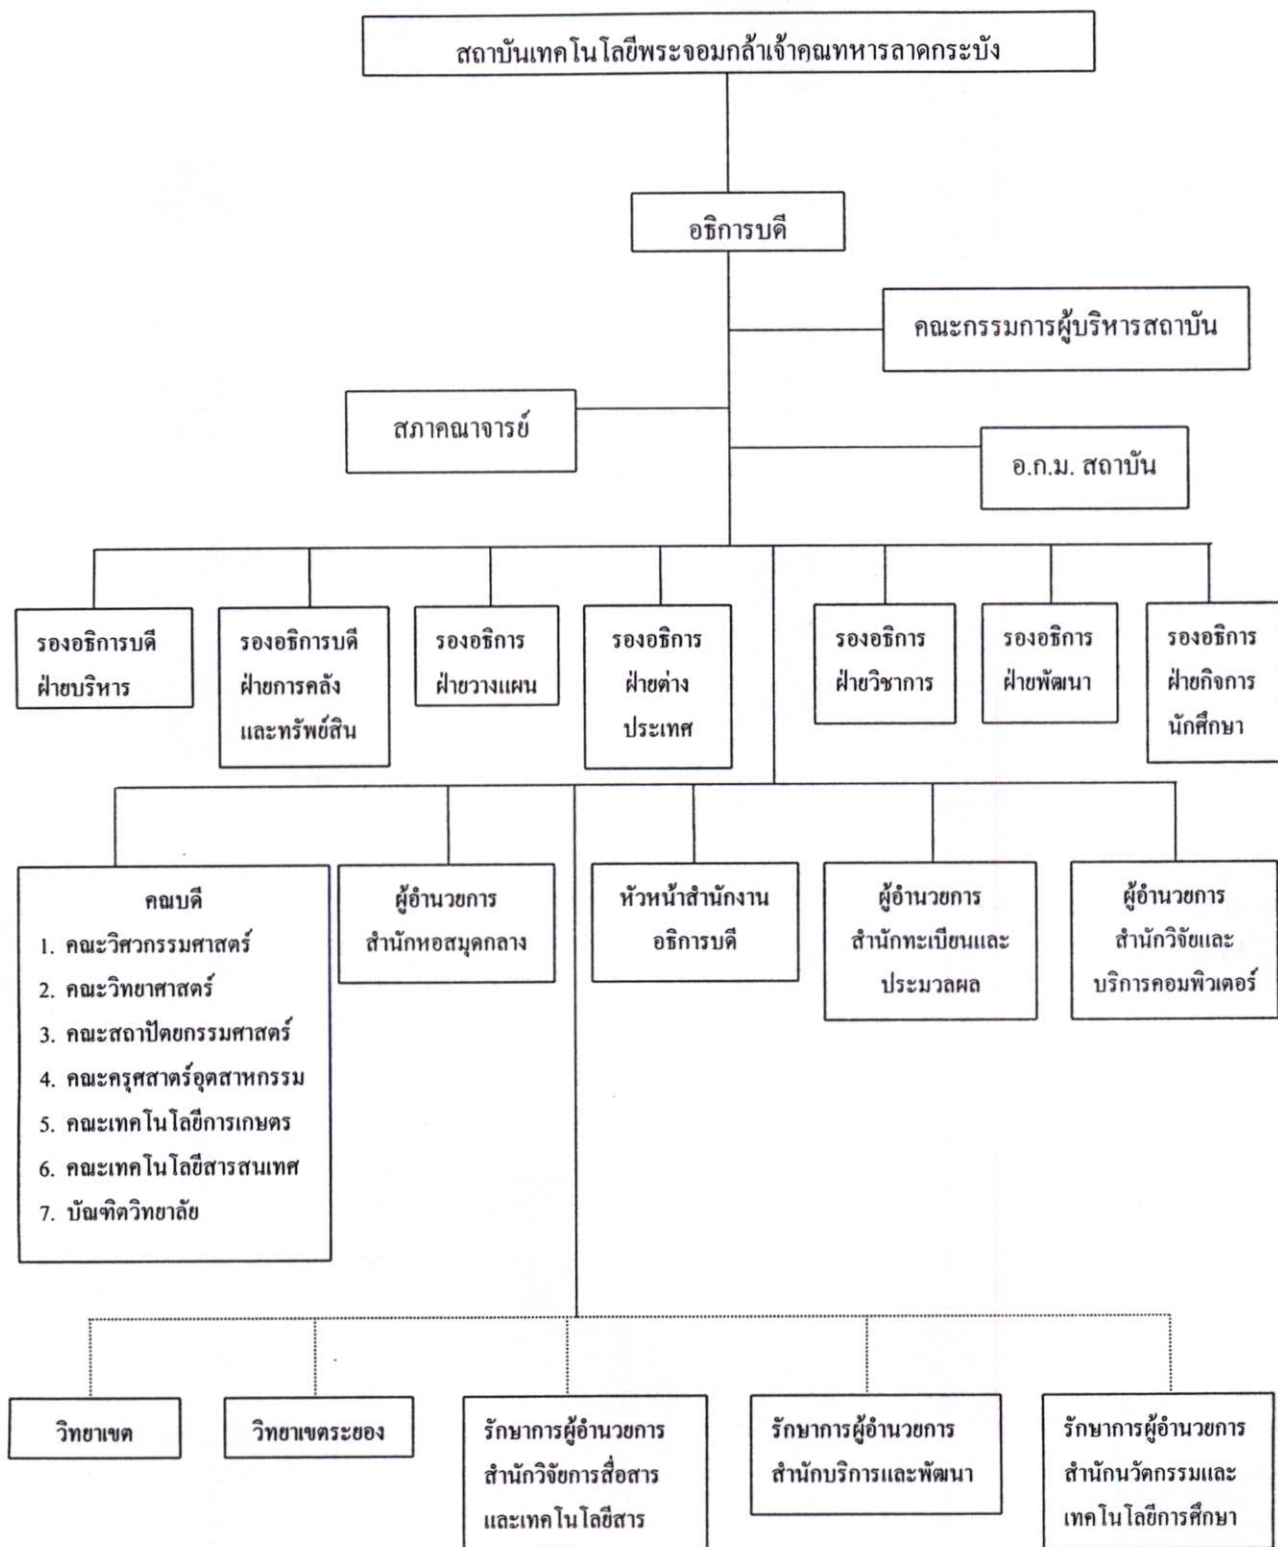 สถาบันเทคโนโลยีพระจอมกล้าเจ้าคุณทหารลาดกระบัง
อธิการบดี
คณะกรรมการผู้บริหารสถาบัน
สภาคณาจารย์
อ.ก.ม. สถาบัน
รองอธิการบดี
ฝ่ายบริหาร
รองอธิการบดี
ฝ่ายการคลัง
และทรัพย์สิน
รองอธิการ
ฝ่ายวางแผน
รองอธิการ
ฝ่ายต่าง
ประเทศ
รองอธิการ
ฝ่ายวิชาการ
รองอธิการ
ฝ่ายพัฒนา
รองอธิการ
ฝ่ายกิจการ
นักศึกษา
คณบดี
1. คณะวิศวกรรมศาสตร์
2. คณะวิทยาศาสตร์
3. คณะสถาปัตยกรรมศาสตร์
4. คณะครุศสาตร์อุตสาหกรรม
5. คณะเทคโนโลยีการเกษตร
6. คณะเทคโนโลยีสารสนเทศ
7. บัณฑิตวิทยาลัย
ผู้อำนวยการ
สำนักหอสมุดกลาง
หัวหน้าสำนักงาน
อธิการบดี
ผู้อำนวยการ
สำนักทะเบียนและ
ประมวลผล
ผู้อำนวยการ
สำนักวิจัยและ
บริการคอมพิวเตอร์
วิทยาเขต
วิทยาเขตระยอง
รักษาการผู้อำนวยการ
สำนักวิจัยการสื่อสาร
และเทคโนโลยีสาร
รักษาการผู้อำนวยการ
สำนักบริการและพัฒนา
รักษาการผู้อำนวยการ
สำนักนวัตกรรมและ
เทคโนโลยีการศึกษา